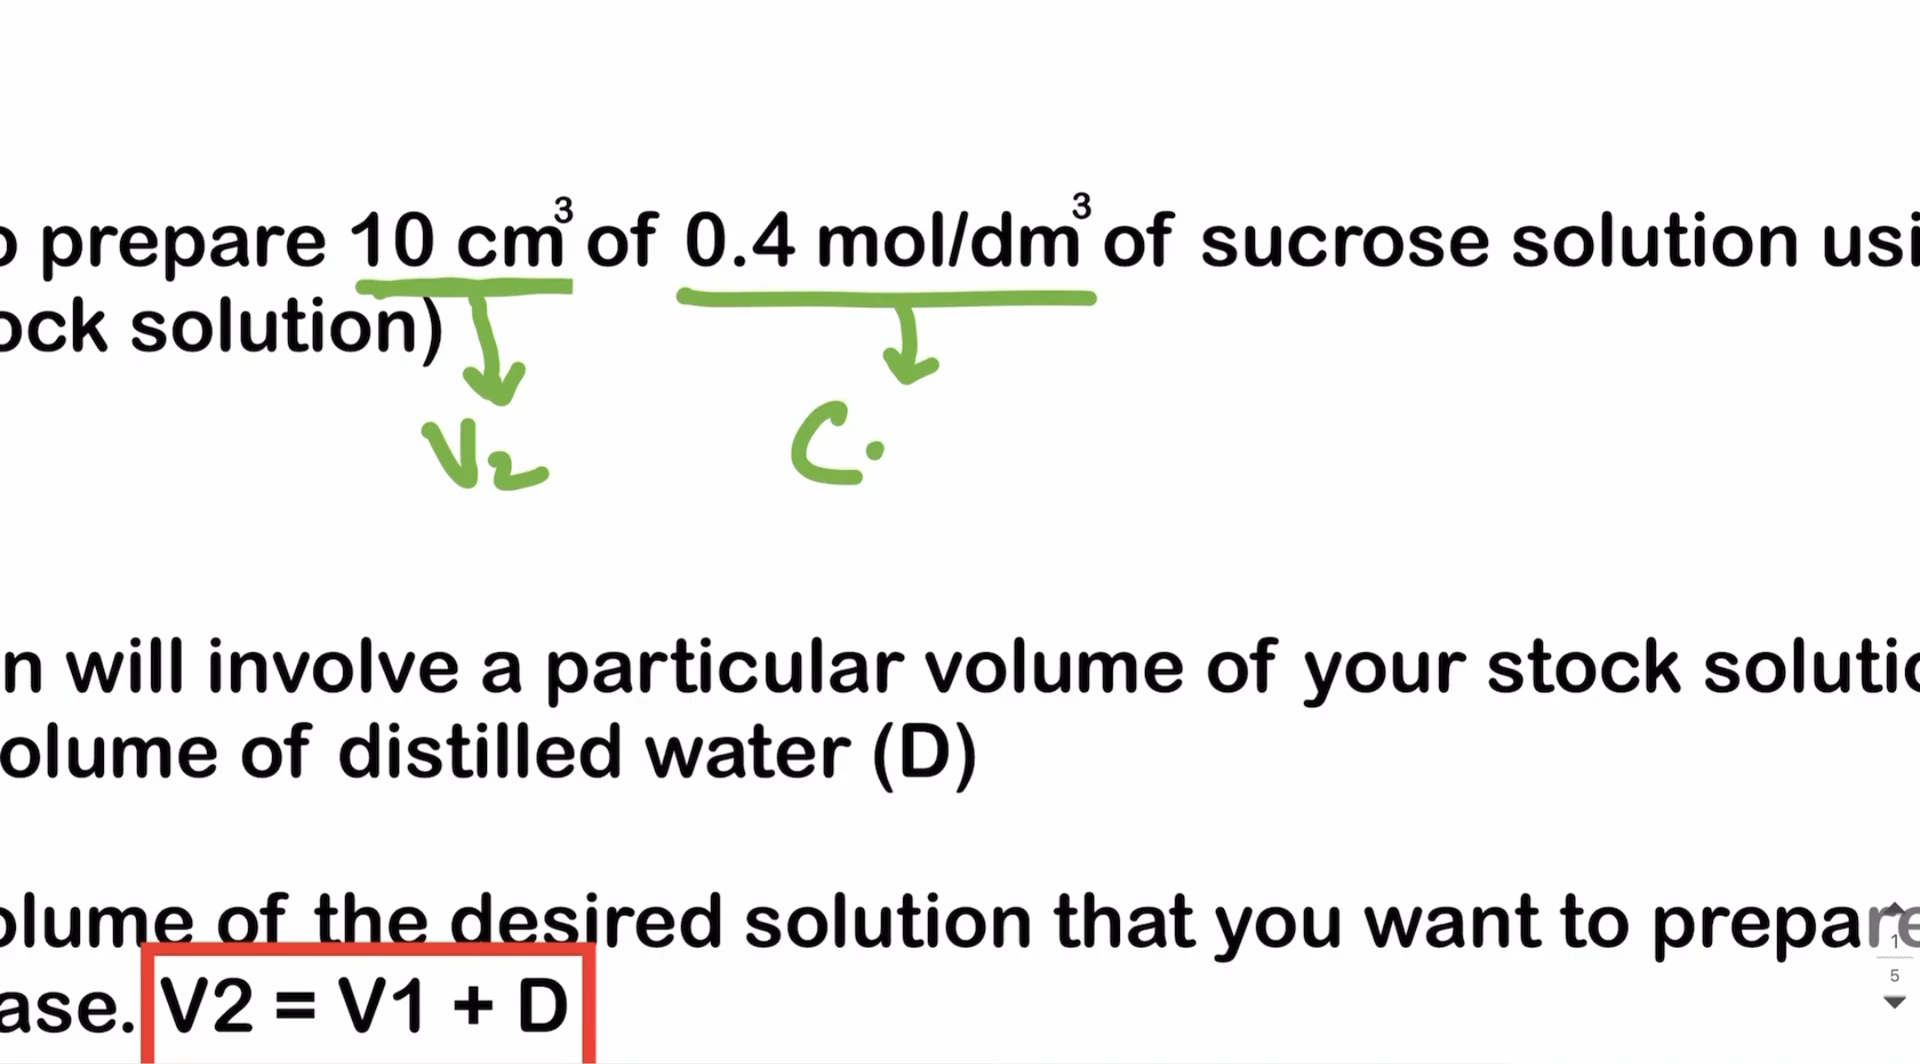 prepare 10 cm³ of 0.4 mol/dm³ of sucrose solution usi
ock solution)
V2
C.
n will involve a particular volume of your stock solutio
olume of distilled water (D)
olume of the desired solution that you want to prepare
ase. V2 = V1 + D
1
5